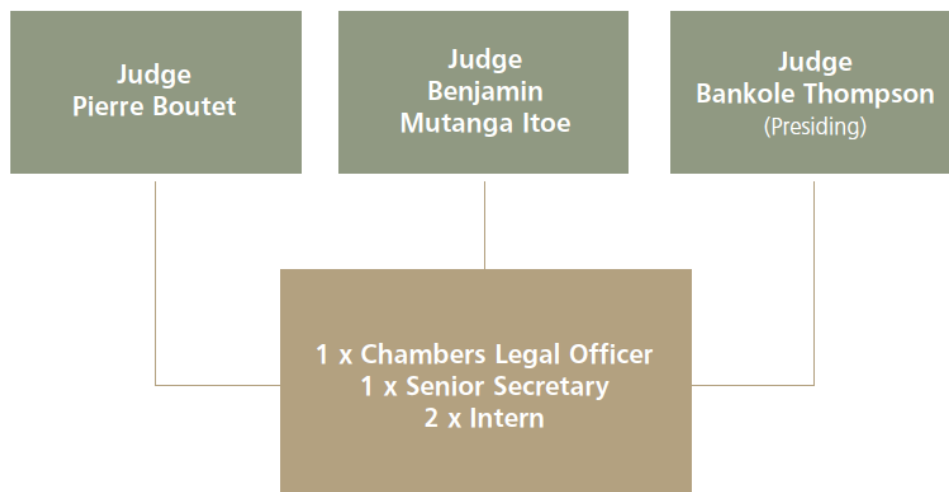 Judge
Pierre Boutet
Judge
Benjamin
Mutanga Itoe
Judge
Bankole Thompson
(Presiding)
1 x Chambers Legal Officer
1 x Senior Secretary
2 x Intern